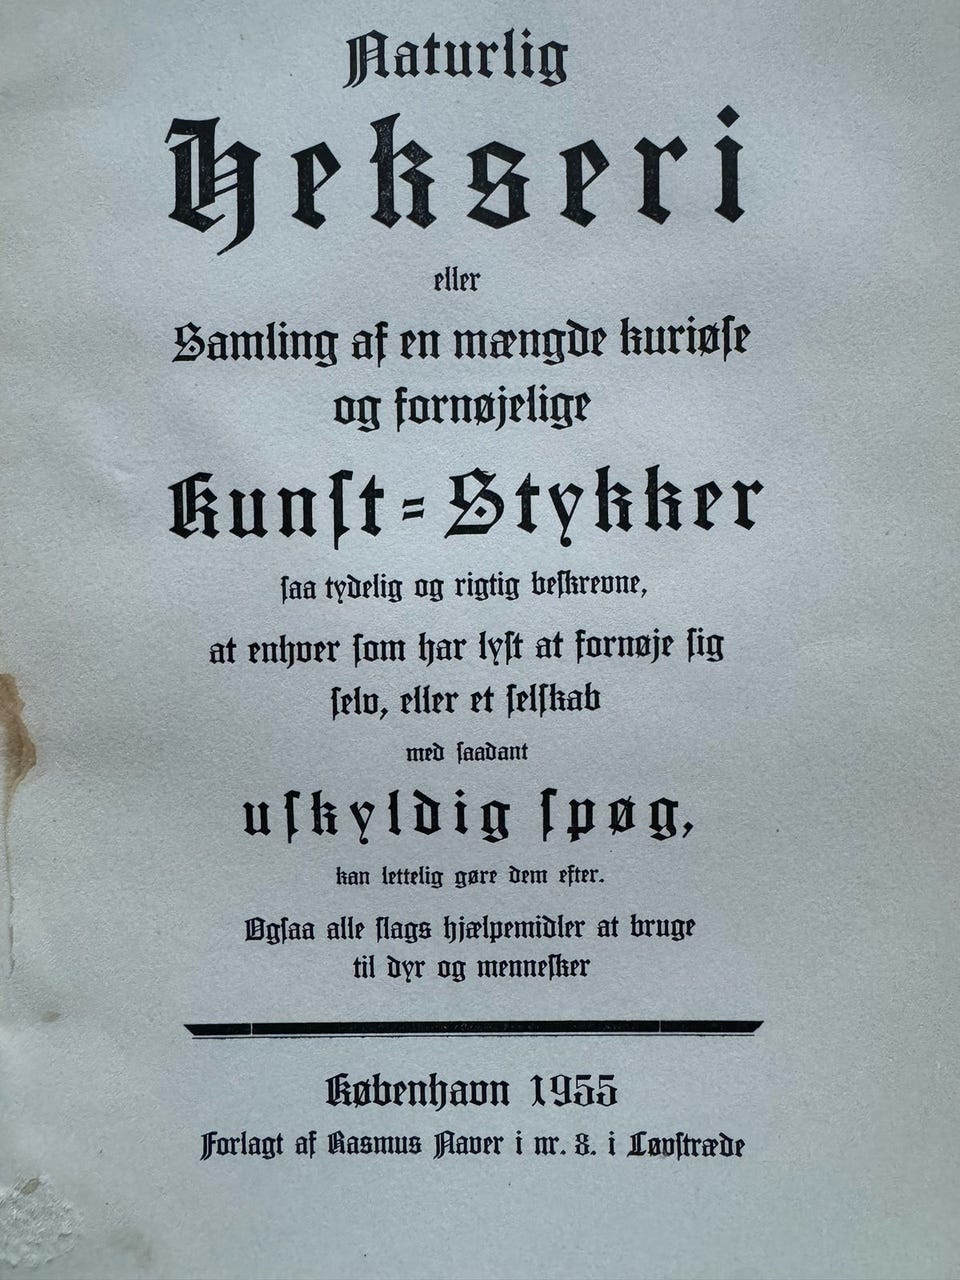 Naturlig
Hekseri
eller
Samling af en mængde kuriøſe
og fornøjelige
Kunſt=Stykker
ſaa tydelig og rigtig beſkrevne,
at enhver ſom har lyſt at fornøje ſig
ſelv, eller et ſelſkab
med ſaadant
uſkyldig ſpøg,
kan lettelig gøre dem efter.
Ogſaa alle ſlags hjælpemidler at bruge
til dyr og menneſker
København 1955
Forlagt af Rasmus Naver i nr. 8. i Løvſtræde